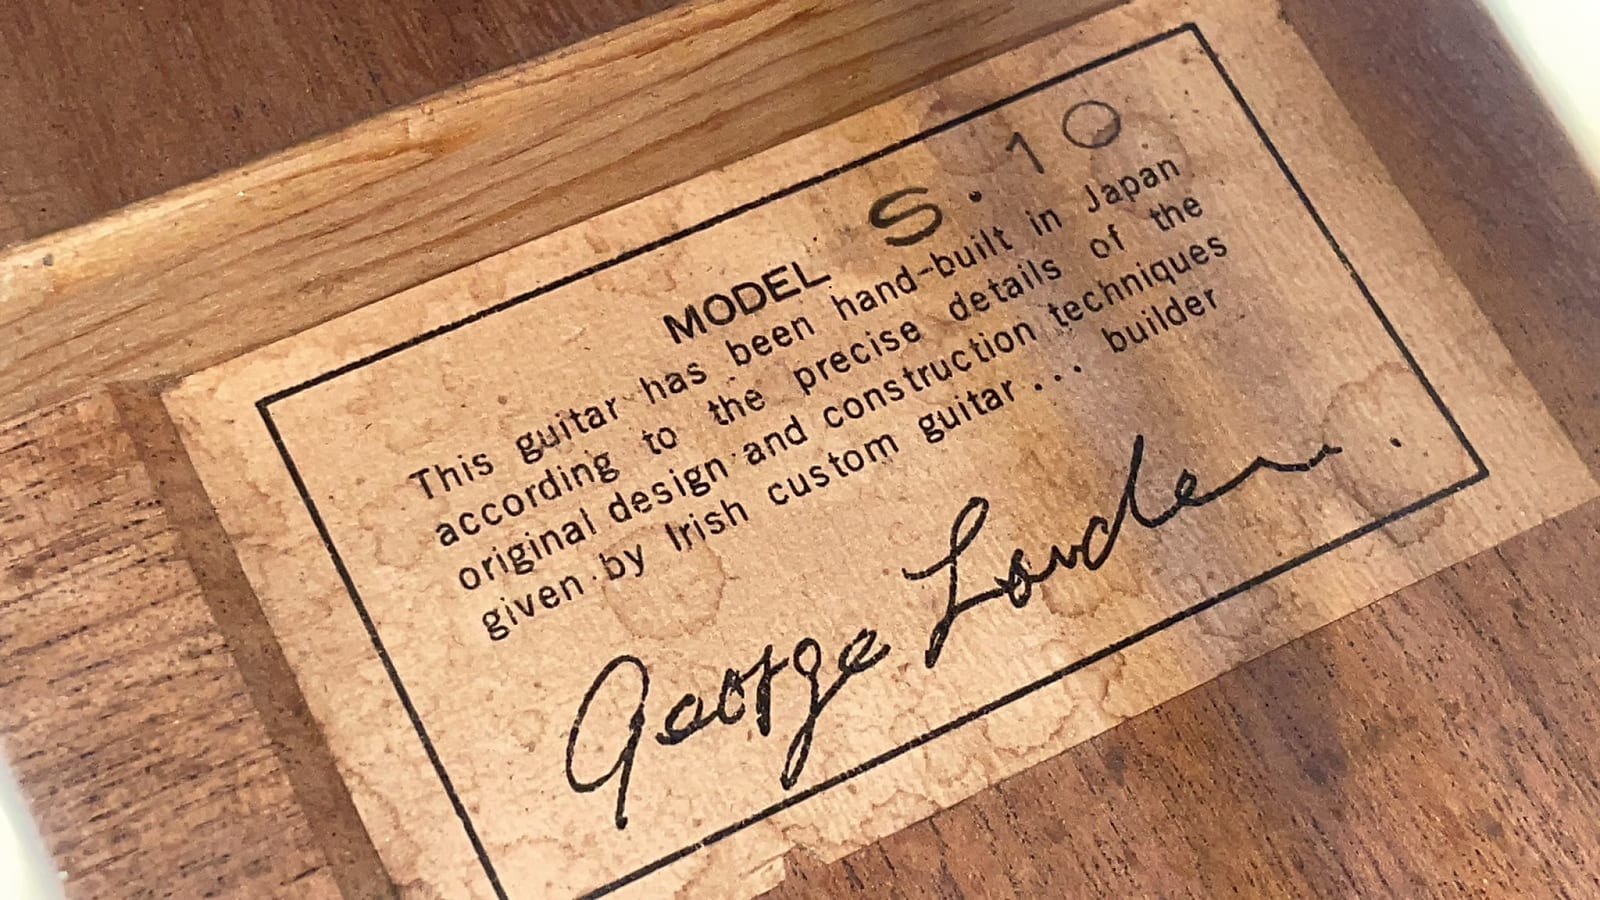 MODEL S. 10
This guitar has been hand-built in Japan
according to the precise details of the
original design and construction techniques
given by Irish custom guitar... builder
George Lowden.